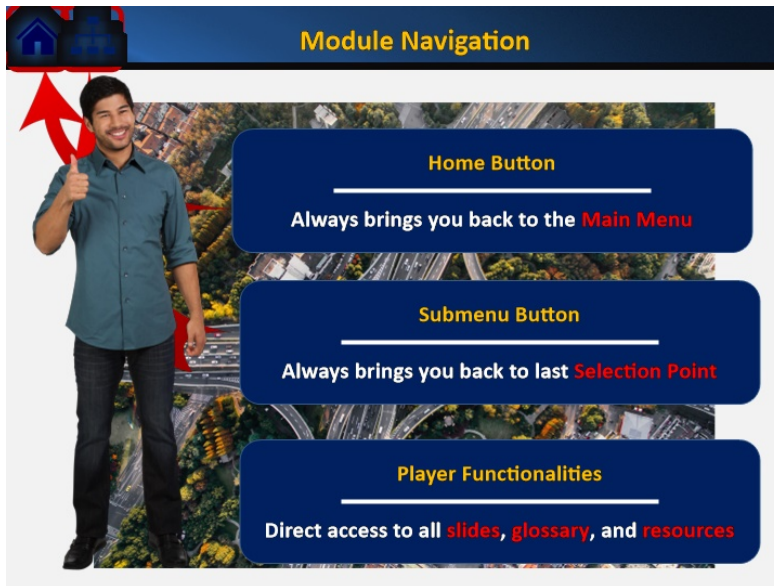 Module Navigation
Home Button
Always brings you back to the Main Menu
Submenu Button
Always brings you back to last Selection Point
Player Functionalities
Direct access to all slides, glossary, and resources